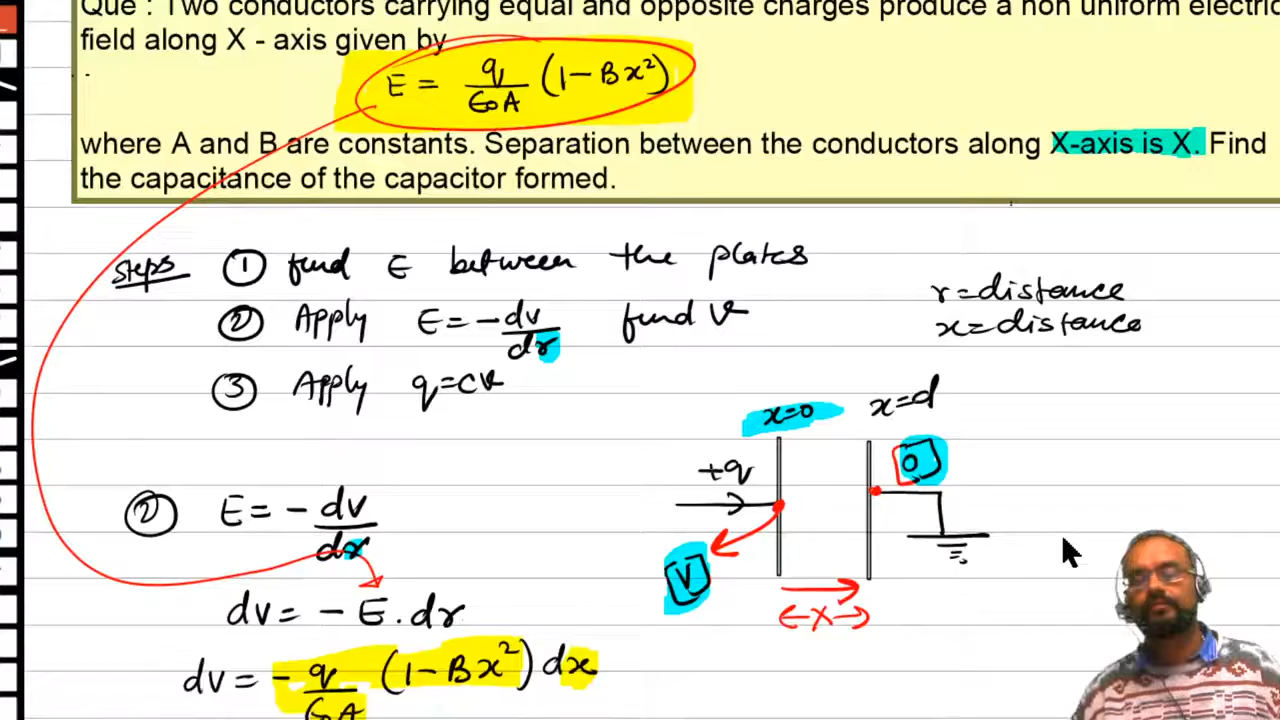 Que : Two conductors carrying equal and opposite charges produce a non uniform electric
field along X - axis given by
E = q/ϵ0A (1-Bx²)
where A and B are constants. Separation between the conductors along X-axis is X. Find
the capacitance of the capacitor formed.
steps ① find E between the plates
② Apply E = -dv/dr find V
③ Apply q=cv
r=distance
x=distance
x=0 x=d
+q 0
V
←X→
② E = - dv/dx
dv = - E. dr
dv = - q/ϵ0A (1-Bx²) dx